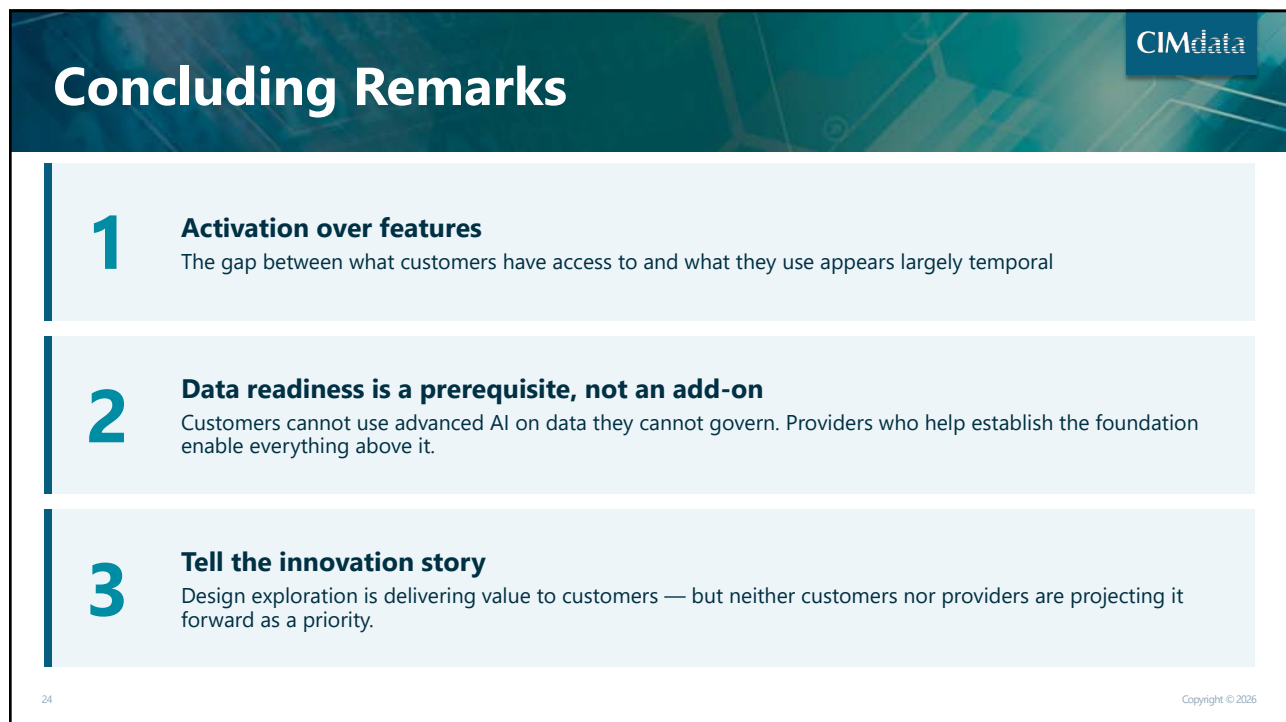 CIMdata
Concluding Remarks
1
Activation over features
The gap between what customers have access to and what they use appears largely temporal
2
Data readiness is a prerequisite, not an add-on
Customers cannot use advanced AI on data they cannot govern. Providers who help establish the foundation
enable everything above it.
3
Tell the innovation story
Design exploration is delivering value to customers — but neither customers nor providers are projecting it
forward as a priority.
24
Copyright © 2026